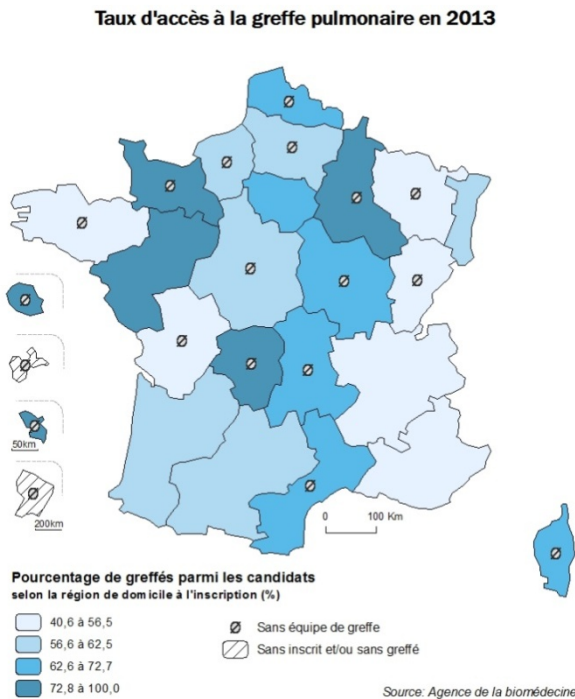 Taux d'accès à la greffe pulmonaire en 2013
50km
200km
0 100 Km
Pourcentage de greffés parmi les candidats
selon la région de domicile à l'inscription (%)
40,6 à 56,5
56,6 à 62,5
62,6 à 72,7
72,8 à 100,0
Sans équipe de greffe
Sans inscrit et/ou sans greffé
Source: Agence de la biomédecine